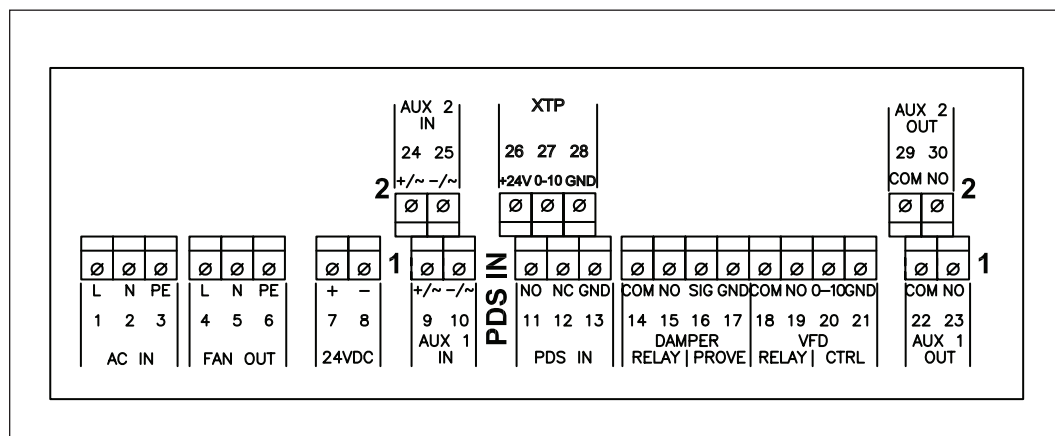 AUX 2
IN
24 25
+/~ −/~
2
XTP
26 27 28
+24V 0-10 GND
AUX 2
OUT
29 30
COM NO
2
1
PDS IN
1
L N PE
1 2 3
AC IN
L N PE
4 5 6
FAN OUT
+ −
7 8
24VDC
+/~ −/~
9 10
AUX 1
IN
NO NC GND
11 12 13
PDS IN
COM NO SIG GND
14 15 16 17
DAMPER
RELAY PROVE
COM NO 0−10 GND
18 19 20 21
VFD
RELAY CTRL
COM NO
22 23
AUX 1
OUT